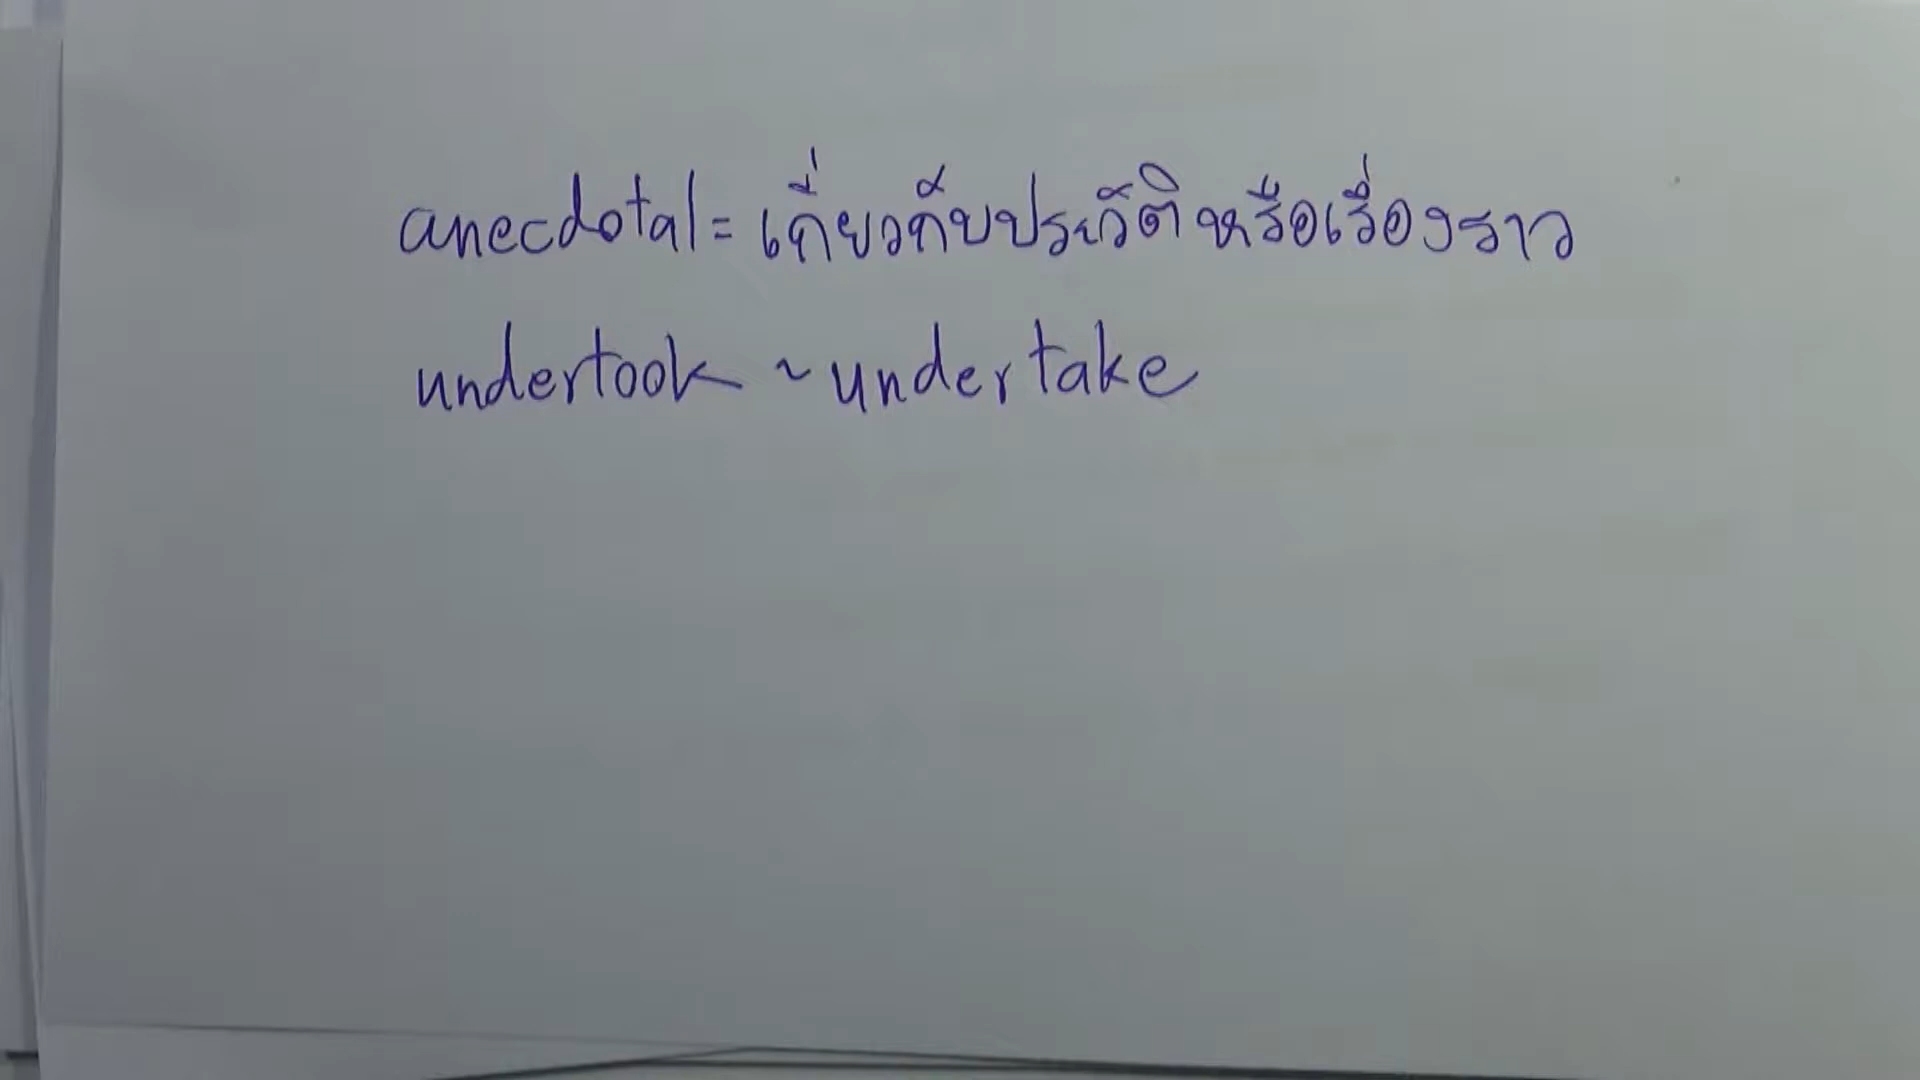 anecdotal = เกี่ยวกับประวัติหรือเรื่องราว
undertook ~ undertake